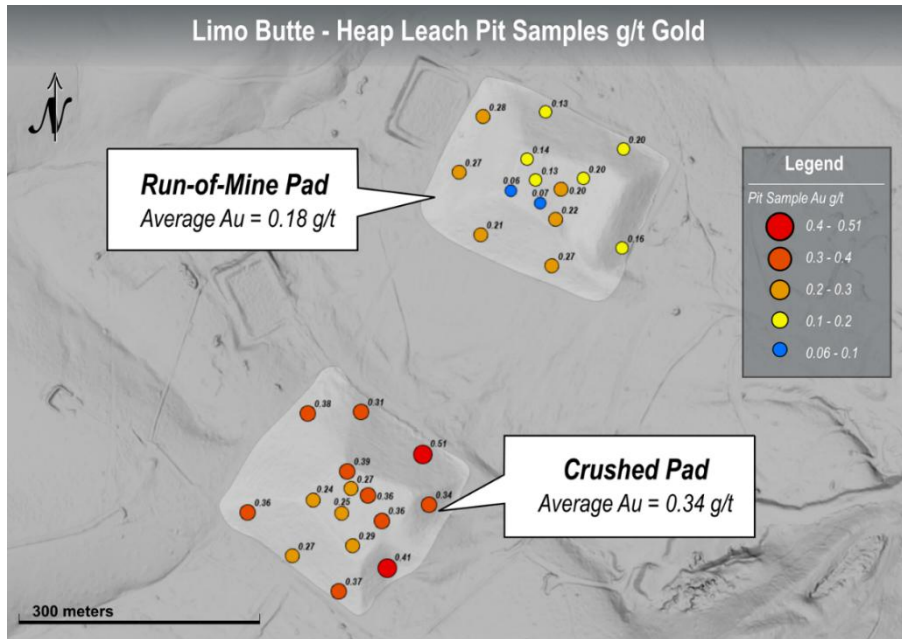 Limo Butte - Heap Leach Pit Samples g/t Gold
N
0.28
0.13
0.20
0.14
0.27
0.06
0.13
0.20
0.20
0.07
0.22
0.21
0.16
0.27
Run-of-Mine Pad
Average Au = 0.18 g/t
Legend
Pit Sample Au g/t
0.4 - 0.51
0.3 - 0.4
0.2 - 0.3
0.1 - 0.2
0.06 - 0.1
0.38
0.31
0.51
0.39
0.27
0.24
0.36
0.34
0.25
0.36
0.36
0.29
0.27
0.41
0.37
Crushed Pad
Average Au = 0.34 g/t
300 meters